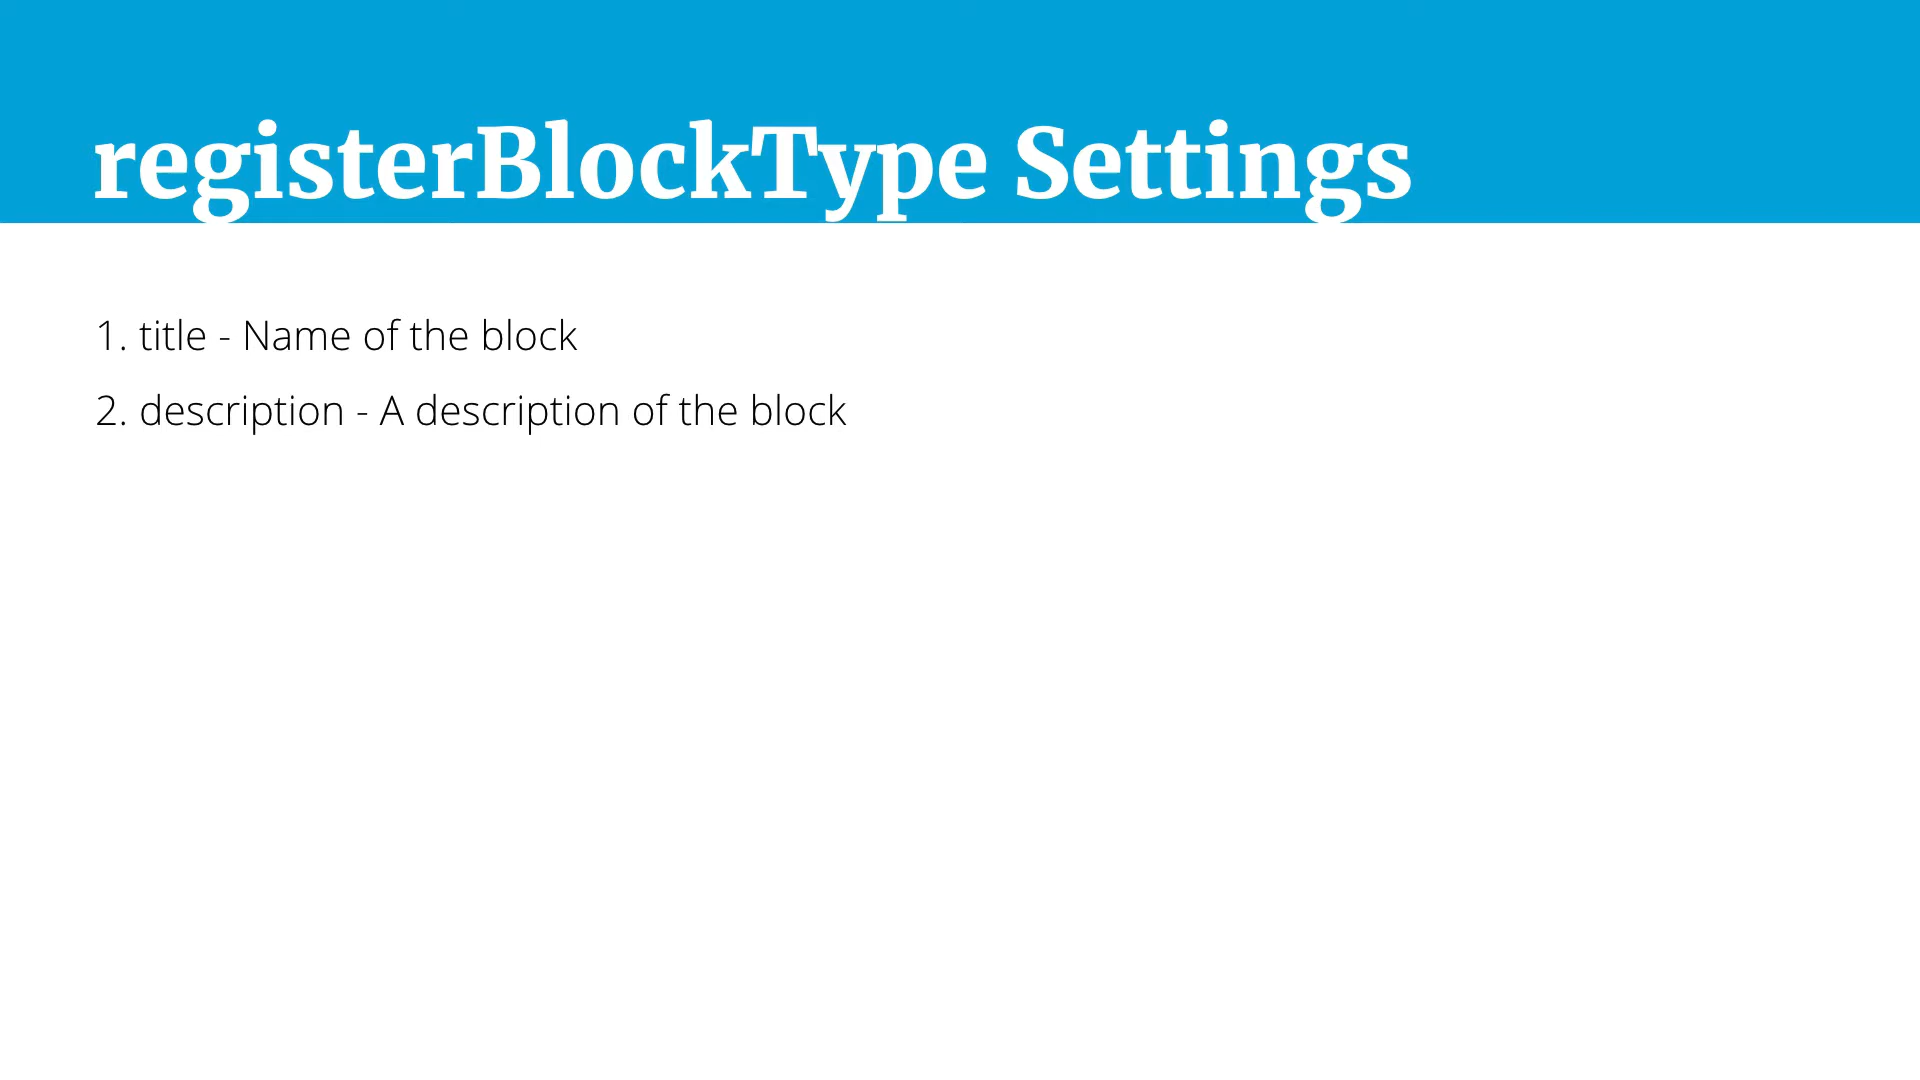 registerBlockType Settings
1. title - Name of the block
2. description - A description of the block